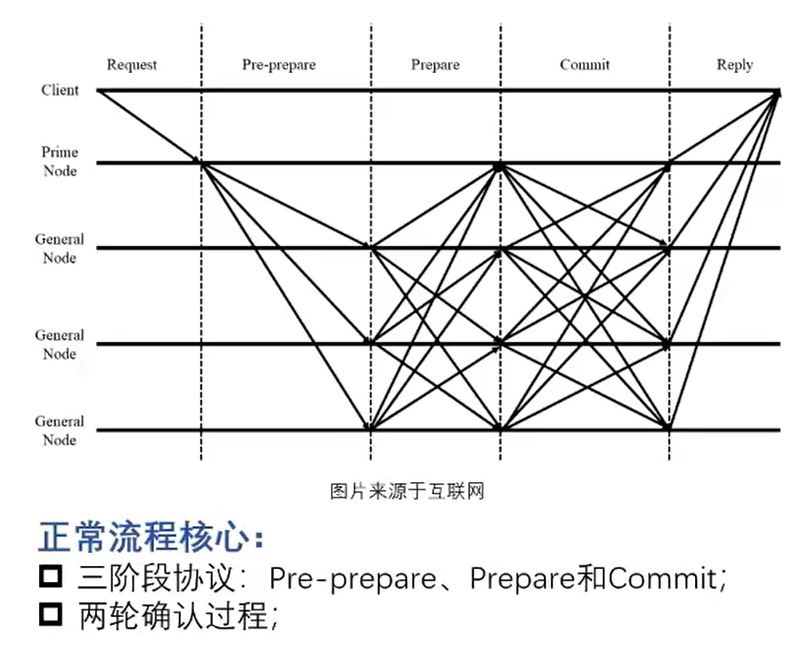 Request Pre-prepare Prepare Commit Reply
Client
Prime
Node
General
Node
General
Node
General
Node
图片来源于互联网
正常流程核心：
三阶段协议：Pre-prepare、Prepare和Commit；
两轮确认过程；